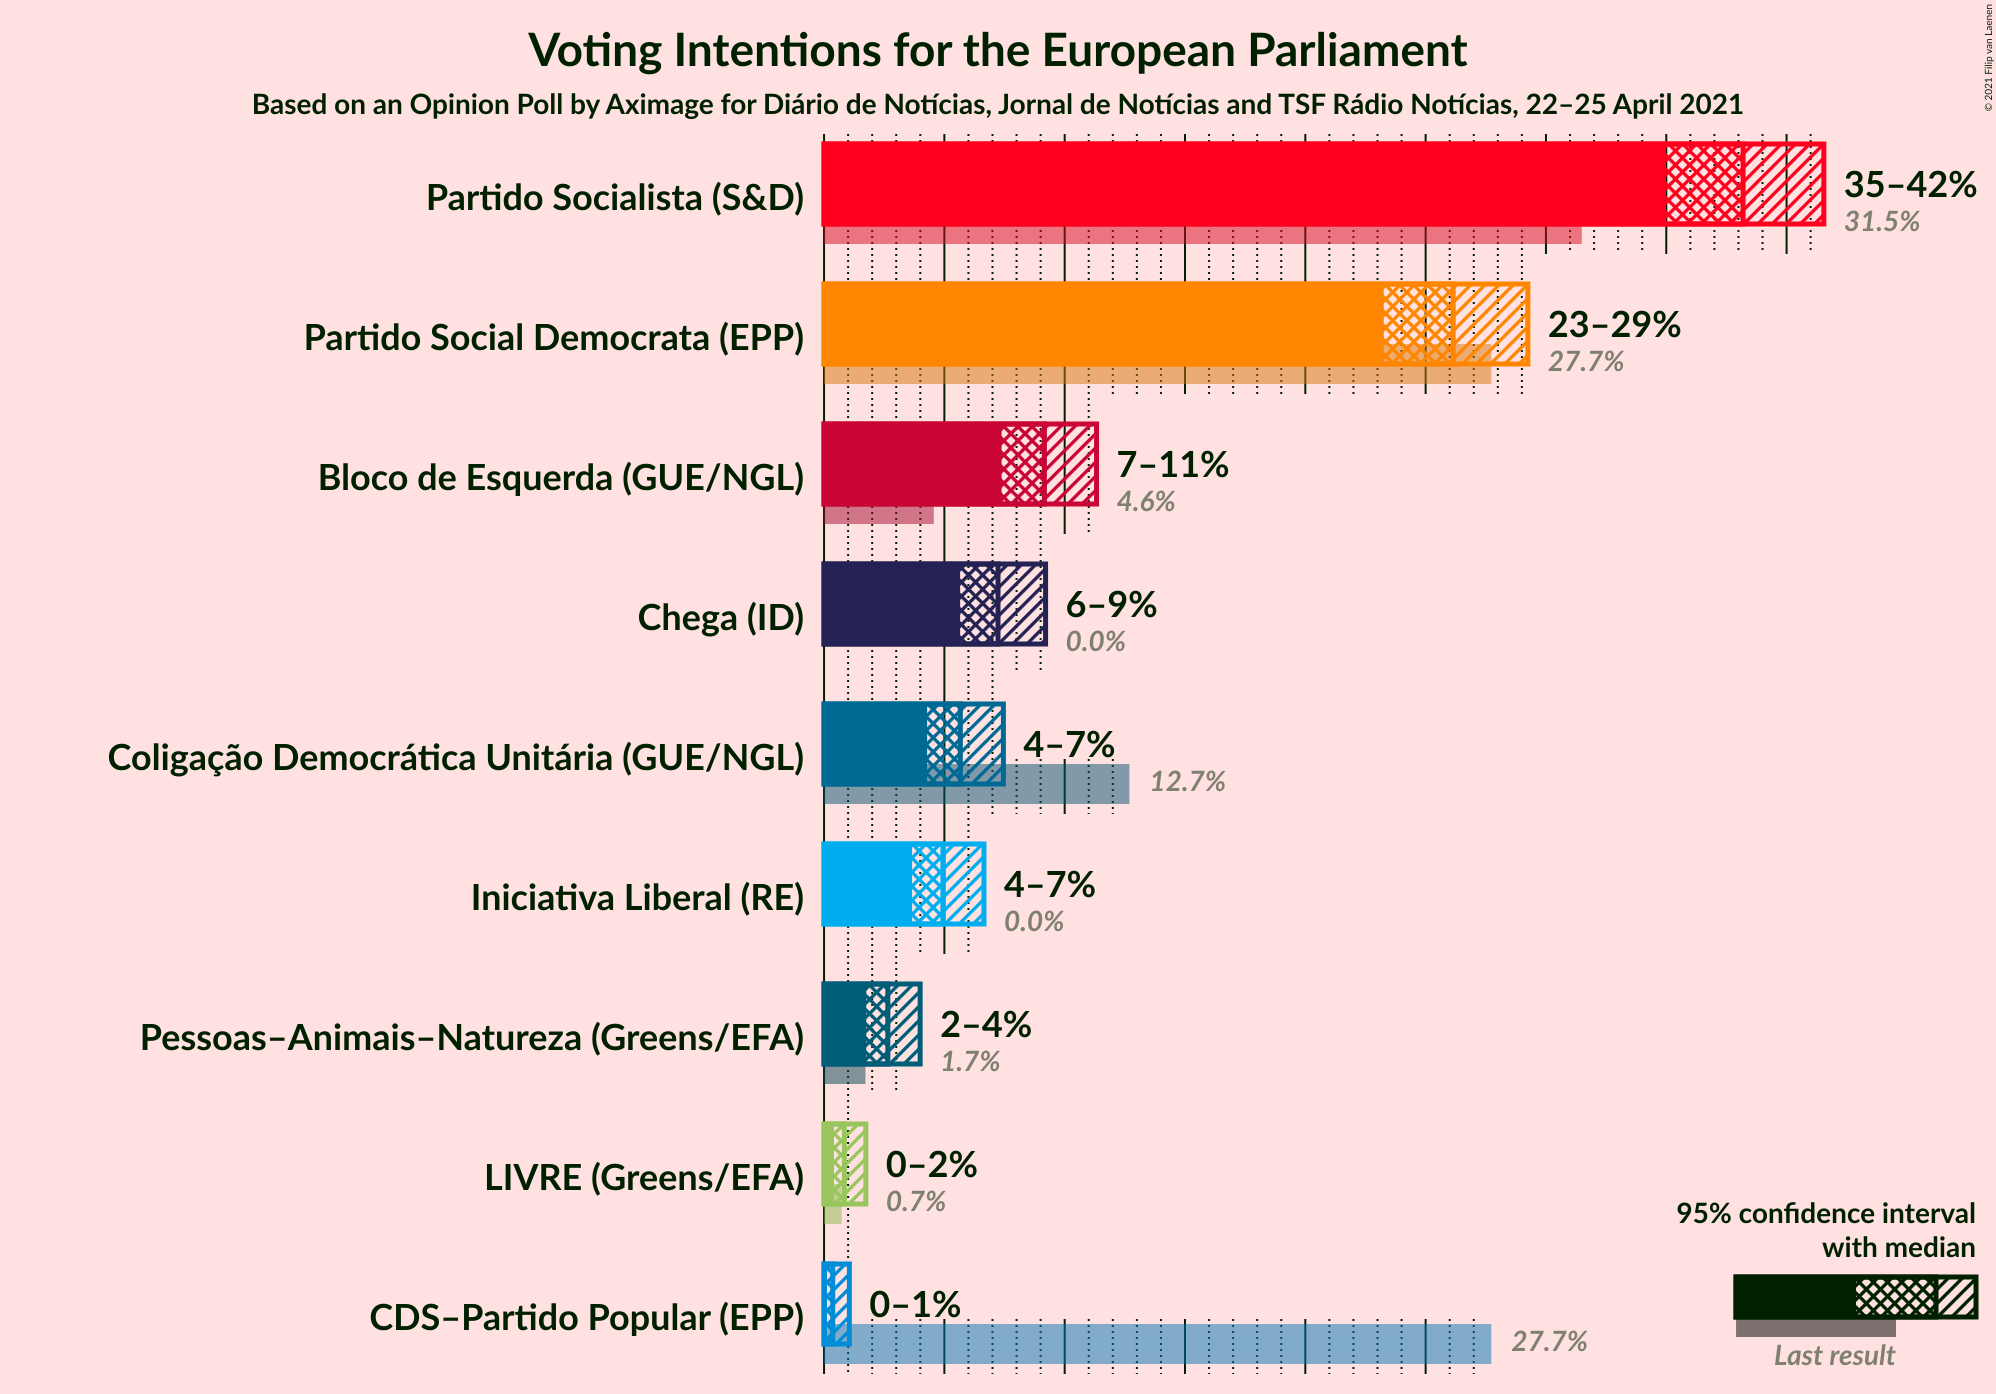 Voting Intentions for the European Parliament
Based on an Opinion Poll by Aximage for Diário de Notícias, Jornal de Notícias and TSF Rádio Notícias, 22–25 April 2021
© 2021 Filip van Laenen
Partido Socialista (S&D)
35–42%
31.5%
Partido Social Democrata (EPP)
23–29%
27.7%
Bloco de Esquerda (GUE/NGL)
7–11%
4.6%
Chega (ID)
6–9%
0.0%
Coligação Democrática Unitária (GUE/NGL)
4–7%
12.7%
Iniciativa Liberal (RE)
4–7%
0.0%
Pessoas–Animais–Natureza (Greens/EFA)
2–4%
1.7%
LIVRE (Greens/EFA)
0–2%
0.7%
CDS–Partido Popular (EPP)
0–1%
27.7%
95% confidence interval
with median
Last result